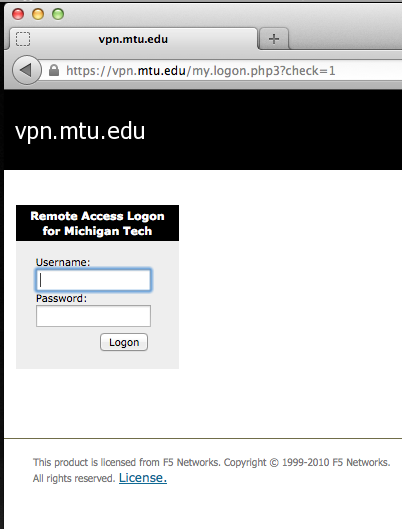 vpn.mtu.edu
https://vpn.mtu.edu/my.logon.php3?check=1
vpn.mtu.edu
Remote Access Logon
for Michigan Tech
Username:
Password:
Logon
This product is licensed from F5 Networks. Copyright © 1999-2010 F5 Networks.
All rights reserved. License.